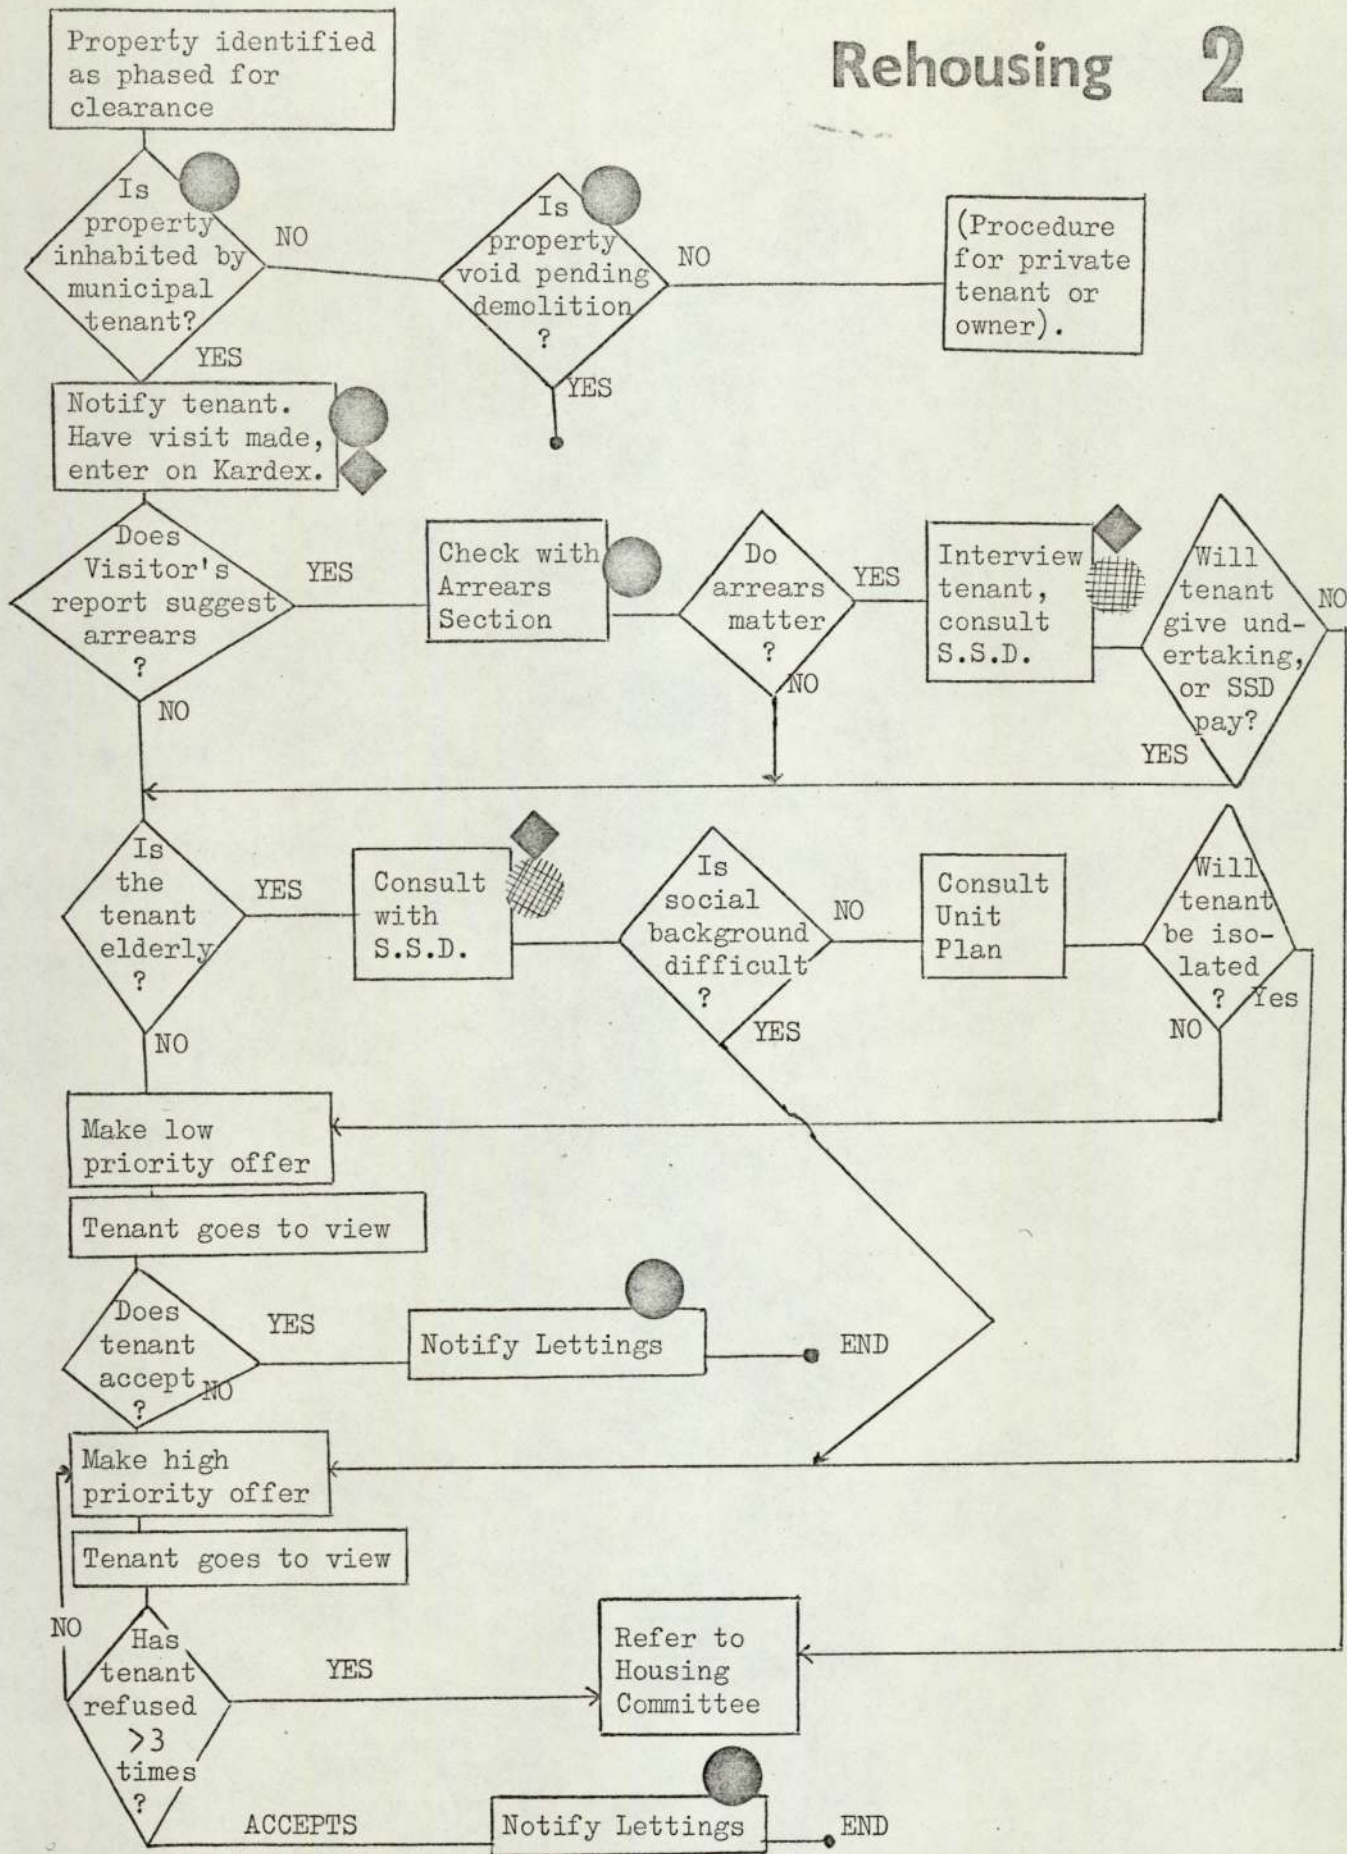 Rehousing 2
Property identified
as phased for
clearance
Is
property
inhabited by
municipal
tenant?
NO
YES
Is
property
void pending
demolition
?
NO
YES
(Procedure
for private
tenant or
owner).
Notify tenant.
Have visit made,
enter on Kardex.
Does
Visitor's
report suggest
arrears
?
YES
NO
Check with
Arrears
Section
Do
arrears
matter
?
YES
NO
Interview
tenant,
consult
S.S.D.
Will
tenant
give und-
ertaking,
or SSD
pay?
NO
YES
Is
the
tenant
elderly
?
YES
NO
Consult
with
S.S.D.
Is
social
background
difficult
?
NO
YES
Consult
Unit
Plan
Will
tenant
be iso-
lated
?
Yes
NO
Make low
priority offer
Tenant goes to view
Does
tenant
accept
?
YES
NO
Notify Lettings
END
Make high
priority offer
Tenant goes to view
NO
Has
tenant
refused
>3
times
?
YES
Refer to
Housing
Committee
ACCEPTS
Notify Lettings
END